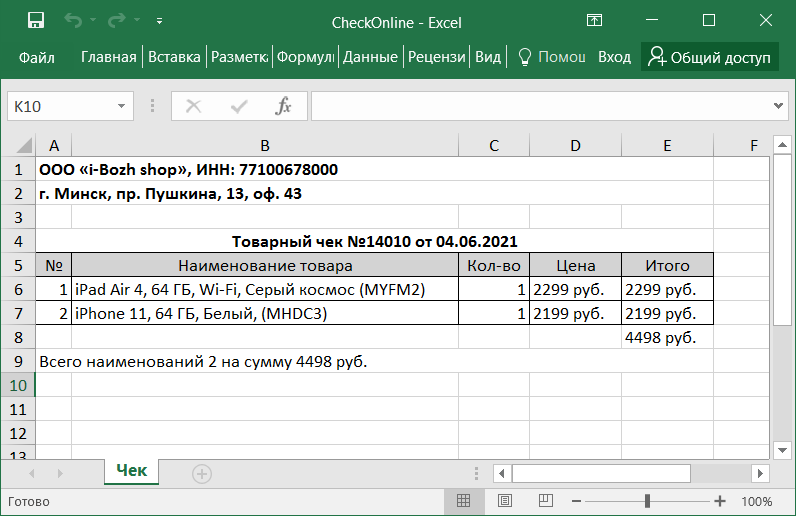 CheckOnline - Excel
Файл Главная Вставка Разметка Формулы Данные Рецензи Вид Помощ Вход Общий доступ
K10 fx
A B C D E F
1 ООО «i-Bozh shop», ИНН: 77100678000
2 г. Минск, пр. Пушкина, 13, оф. 43
3
4 Товарный чек №14010 от 04.06.2021
5 № Наименование товара Кол-во Цена Итого
6 1 iPad Air 4, 64 ГБ, Wi-Fi, Серый космос (MYFM2) 1 2299 руб. 2299 руб.
7 2 iPhone 11, 64 ГБ, Белый, (MHDC3) 1 2199 руб. 2199 руб.
8 4498 руб.
9 Всего наименований 2 на сумму 4498 руб.
10
11
12
13
Чек
Готово 100%